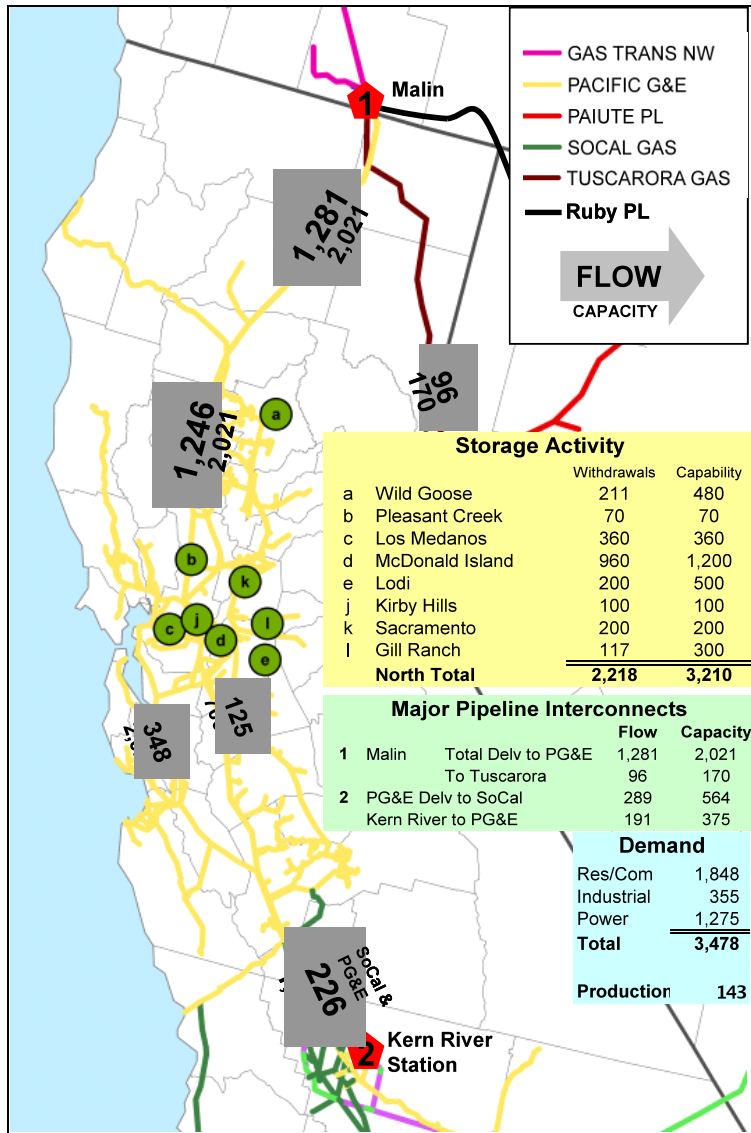 GAS TRANS NW
PACIFIC G&E
PAIUTE PL
SOCAL GAS
TUSCARORA GAS
Ruby PL
FLOW
CAPACITY
1
Malin
1,281
2,021
96
170
1,246
2,021
a
b
k
c
j
d
l
e
Storage Activity
Withdrawals Capability
a Wild Goose 211 480
b Pleasant Creek 70 70
c Los Medanos 360 360
d McDonald Island 960 1,200
e Lodi 200 500
j Kirby Hills 100 100
k Sacramento 200 200
l Gill Ranch 117 300
North Total 2,218 3,210
348
125
Major Pipeline Interconnects
Flow Capacity
1 Malin Total Delv to PG&E 1,281 2,021
To Tuscarora 96 170
2 PG&E Delv to SoCal 289 564
Kern River to PG&E 191 375
Demand
Res/Com 1,848
Industrial 355
Power 1,275
Total 3,478
Production 143
226
SoCal &
PG&E
2
Kern River
Station